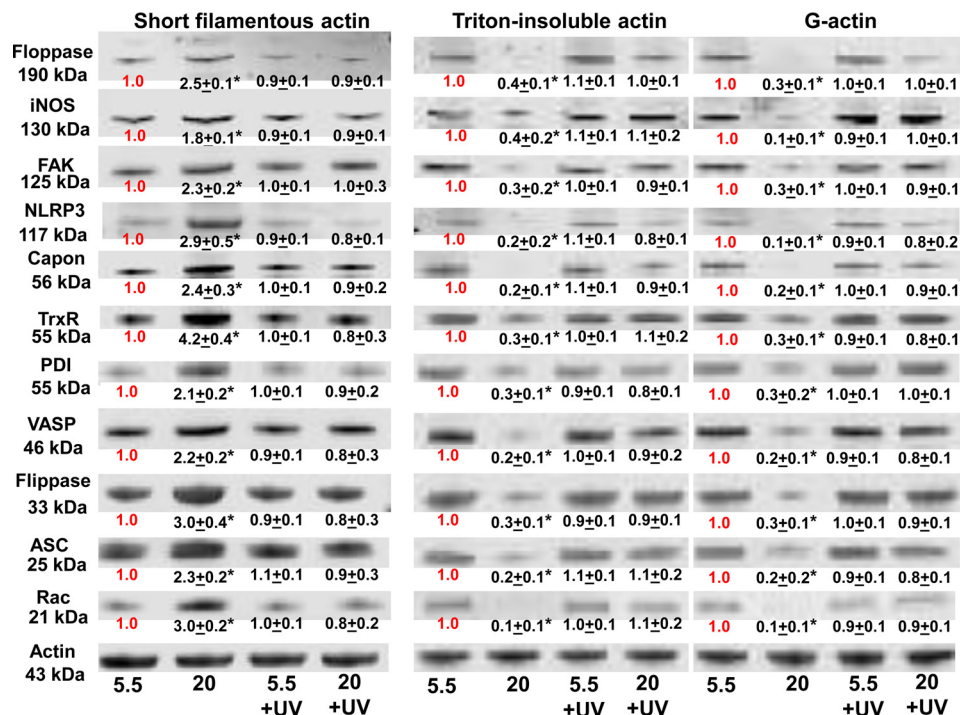 Short filamentous actin Triton-insoluble actin G-actin
Floppase
190 kDa
1.0 2.5±0.1* 0.9±0.1 0.9±0.1 1.0 0.4±0.1* 1.1±0.1 1.0±0.1 1.0 0.3±0.1* 1.0±0.1 1.0±0.1
iNOS
130 kDa
1.0 1.8±0.1* 0.9±0.1 0.9±0.1 1.0 0.4±0.2* 1.1±0.1 1.1±0.2 1.0 0.1±0.1* 0.9±0.1 1.0±0.1
FAK
125 kDa
1.0 2.3±0.2* 1.0±0.1 1.0±0.3 1.0 0.3±0.2* 1.0±0.1 0.9±0.1 1.0 0.3±0.1* 1.0±0.1 0.9±0.1
NLRP3
117 kDa
1.0 2.9±0.5* 0.9±0.1 0.8±0.1 1.0 0.2±0.2* 1.1±0.1 0.8±0.1 1.0 0.1±0.1* 0.9±0.1 0.8±0.2
Capon
56 kDa
1.0 2.4±0.3* 1.0±0.1 0.9±0.2 1.0 0.2±0.1* 1.1±0.1 0.9±0.1 1.0 0.2±0.1* 1.0±0.1 0.9±0.1
TrxR
55 kDa
1.0 4.2±0.4* 1.0±0.1 0.8±0.3 1.0 0.3±0.1* 1.0±0.1 1.1±0.2 1.0 0.3±0.1* 0.9±0.1 0.8±0.1
PDI
55 kDa
1.0 2.1±0.2* 1.0±0.1 0.9±0.2 1.0 0.3±0.1* 0.9±0.1 0.8±0.1 1.0 0.3±0.2* 1.0±0.1 1.0±0.1
VASP
46 kDa
1.0 2.2±0.2* 0.9±0.1 0.8±0.3 1.0 0.2±0.1* 1.0±0.1 0.9±0.2 1.0 0.2±0.1* 0.9±0.1 0.8±0.1
Flippase
33 kDa
1.0 3.0±0.4* 0.9±0.1 0.8±0.3 1.0 0.3±0.1* 0.9±0.1 0.9±0.1 1.0 0.3±0.1* 1.0±0.1 0.9±0.1
ASC
25 kDa
1.0 2.3±0.2* 1.1±0.1 0.9±0.3 1.0 0.2±0.1* 1.1±0.1 1.1±0.2 1.0 0.2±0.2* 0.9±0.1 0.8±0.1
Rac
21 kDa
1.0 3.0±0.2* 1.0±0.1 0.8±0.2 1.0 0.1±0.1* 1.0±0.1 1.1±0.2 1.0 0.1±0.1* 0.9±0.1 0.9±0.1
Actin
43 kDa
5.5 20 5.5 20 5.5 20 5.5 20 5.5 20 5.5 20
+UV +UV +UV +UV +UV +UV